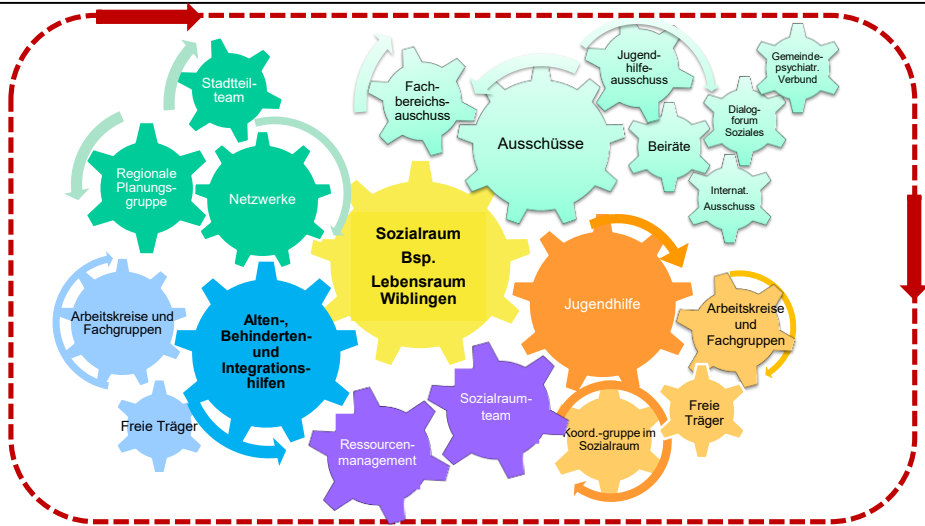 Stadtteil-
team
Regionale
Planungs-
gruppe
Netzwerke
Fach-
bereichs-
auschuss
Ausschüsse
Jugend-
hilfe-
ausschuss
Gemeinde-
psychiatr.
Verbund
Dialog-
forum
Soziales
Beiräte
Internat.
Ausschuss
Sozialraum
Bsp.
Lebensraum
Wiblingen
Jugendhilfe
Arbeitskreise und
Fachgruppen
Alten-,
Behinderten-
und
Integrations-
hilfen
Freie Träger
Ressourcen-
management
Sozialraum-
team
Koord.-gruppe im
Sozialraum
Freie
Träger
Arbeitskreise
und
Fachgruppen